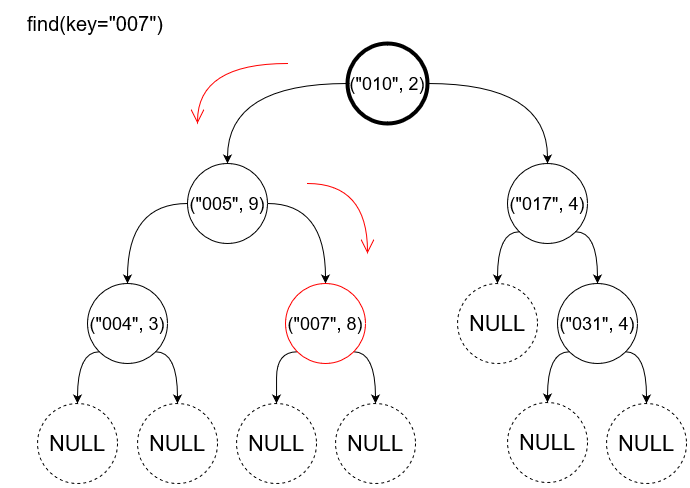 find(key="007")
("010", 2)
("005", 9)
("017", 4)
("004", 3)
("007", 8)
NULL
("031", 4)
NULL
NULL
NULL
NULL
NULL
NULL